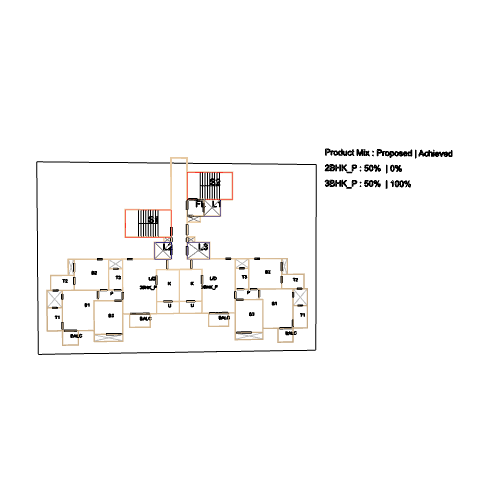 Product Mix : Proposed | Achieved
2BHK_P : 50% | 0%
3BHK_P : 50% | 100%
S2
FL L1
S1
L2 L3
B2 T3 L/D L/D T3 B2
T2 3BHK_P K K 3BHK_P T2
P P
B1 U U B1
T1 B3 B3 T1
BALC BALC
BALC BALC